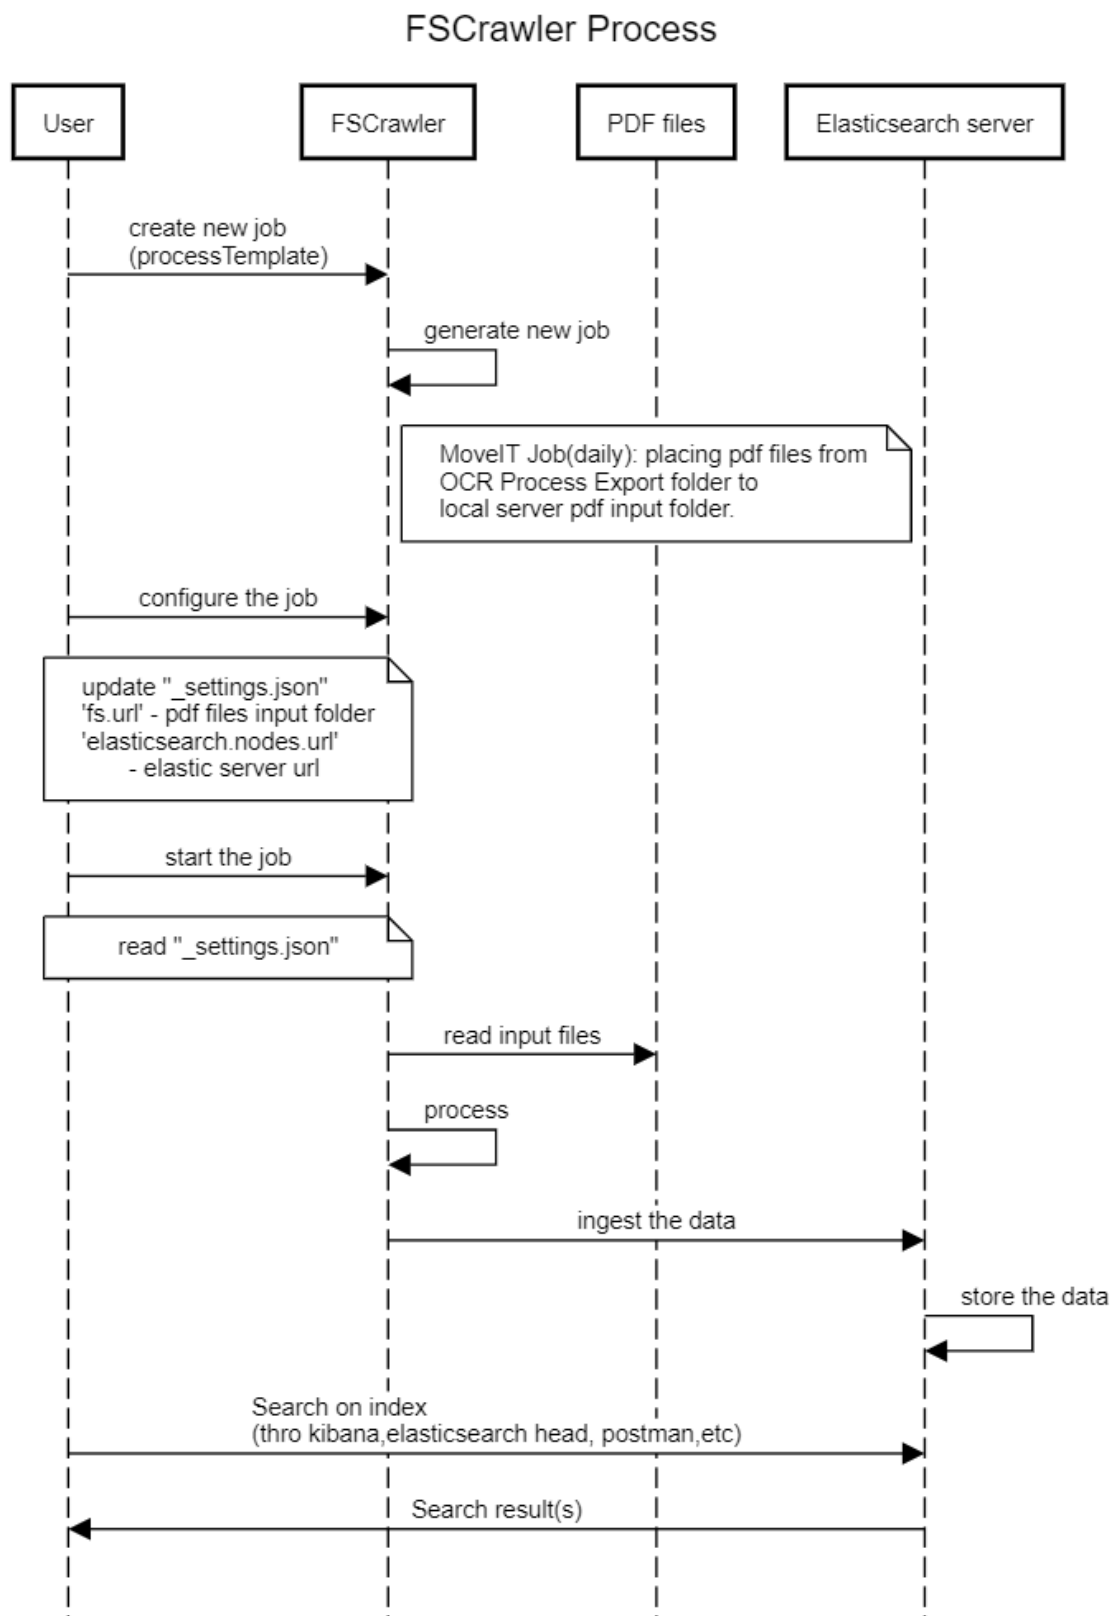 FSCrawler Process
User
FSCrawler
PDF files
Elasticsearch server
create new job
(processTemplate)
generate new job
MoveIT Job(daily): placing pdf files from
OCR Process Export folder to
local server pdf input folder.
configure the job
update "_settings.json"
'fs.url' - pdf files input folder
'elasticsearch.nodes.url'
- elastic server url
start the job
read "_settings.json"
read input files
process
ingest the data
store the data
Search on index
(thro kibana,elasticsearch head, postman,etc)
Search result(s)